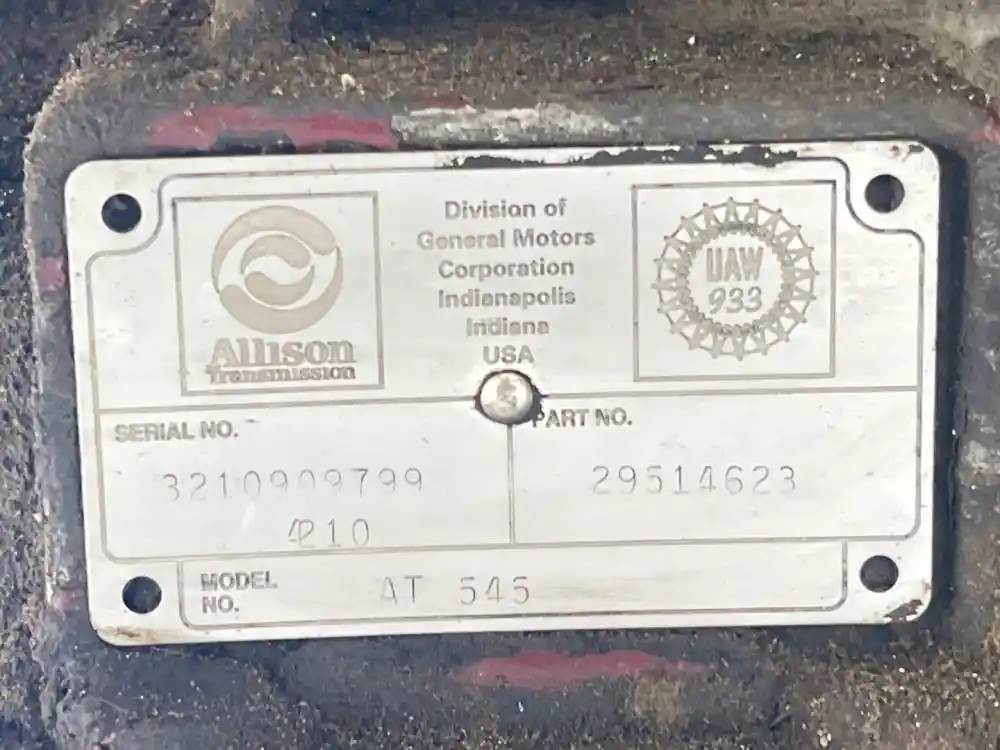 Allison
Transmission
Division of
General Motors
Corporation
Indianapolis
Indiana
USA
UAW
933
SERIAL NO.
3210909799
PART NO.
29514623
MODEL
NO.
AT 545